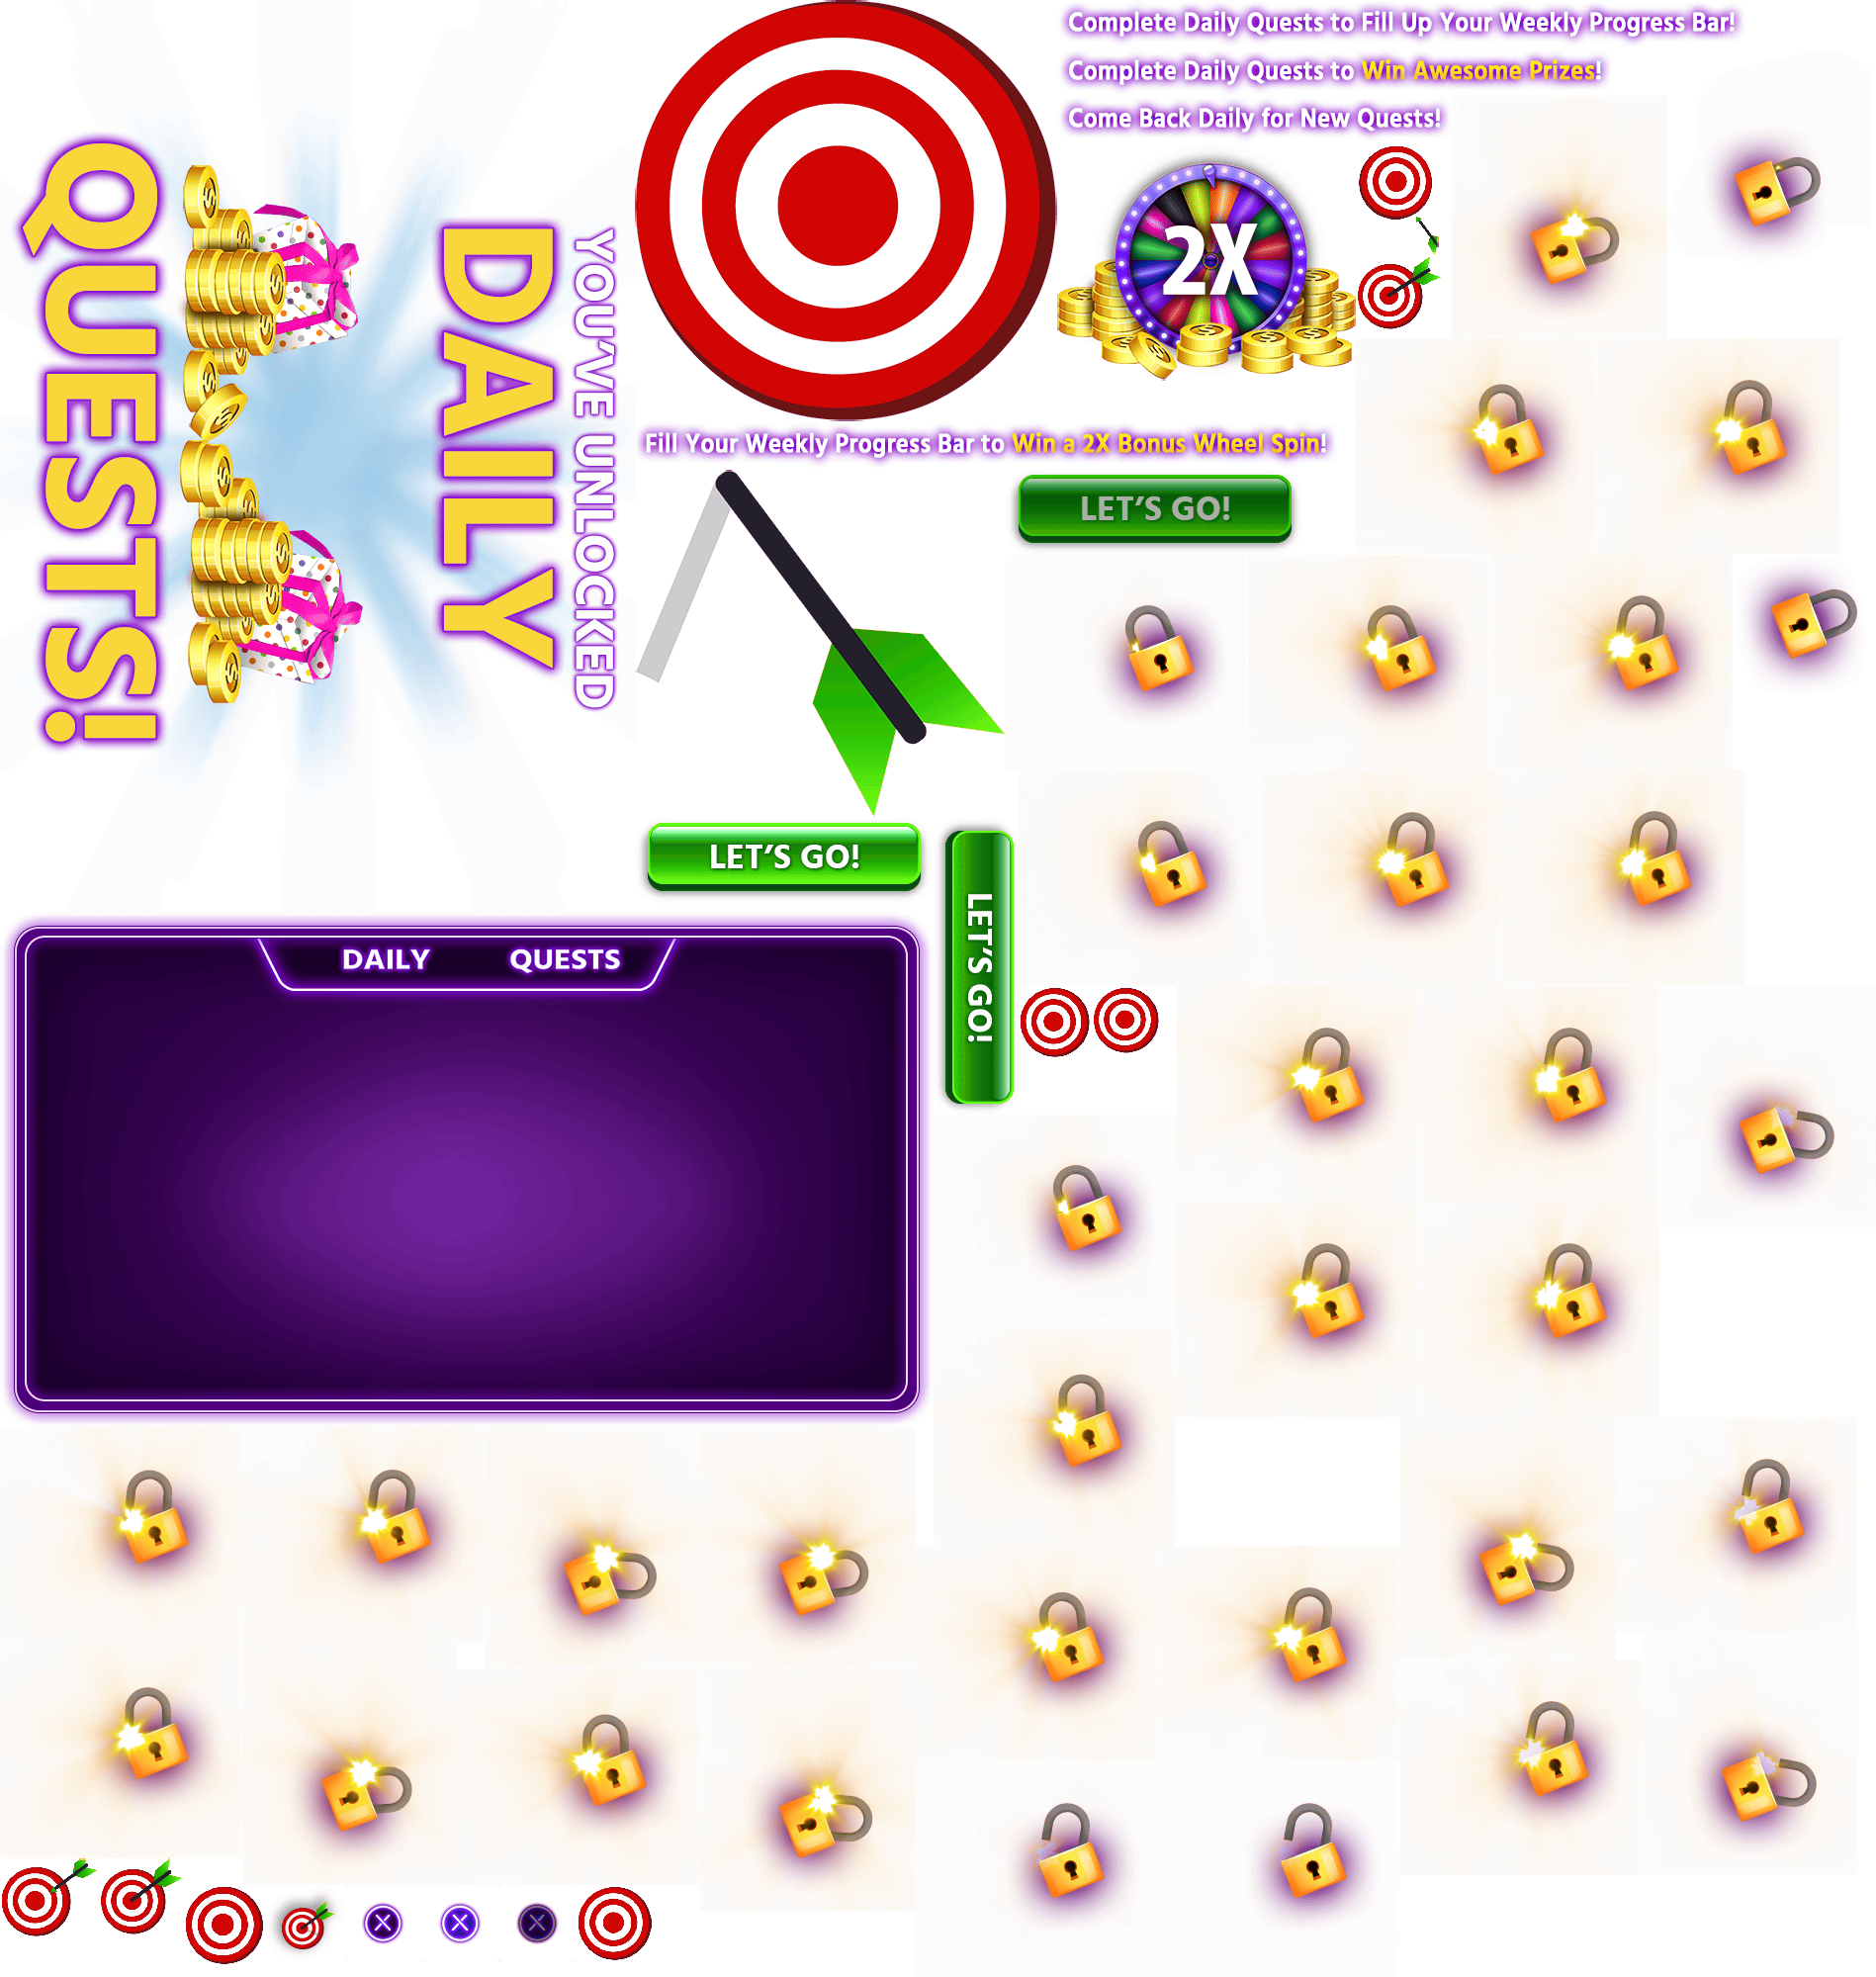 Complete Daily Quests to Fill Up Your Weekly Progress Bar!
Complete Daily Quests to Win Awesome Prizes!
Come Back Daily for New Quests!
YOU'VE UNLOCKED
DAILY
QUESTS!
2X
Fill Your Weekly Progress Bar to Win a 2X Bonus Wheel Spin!
LET'S GO!
LET'S GO!
LET'S GO!
DAILY QUESTS